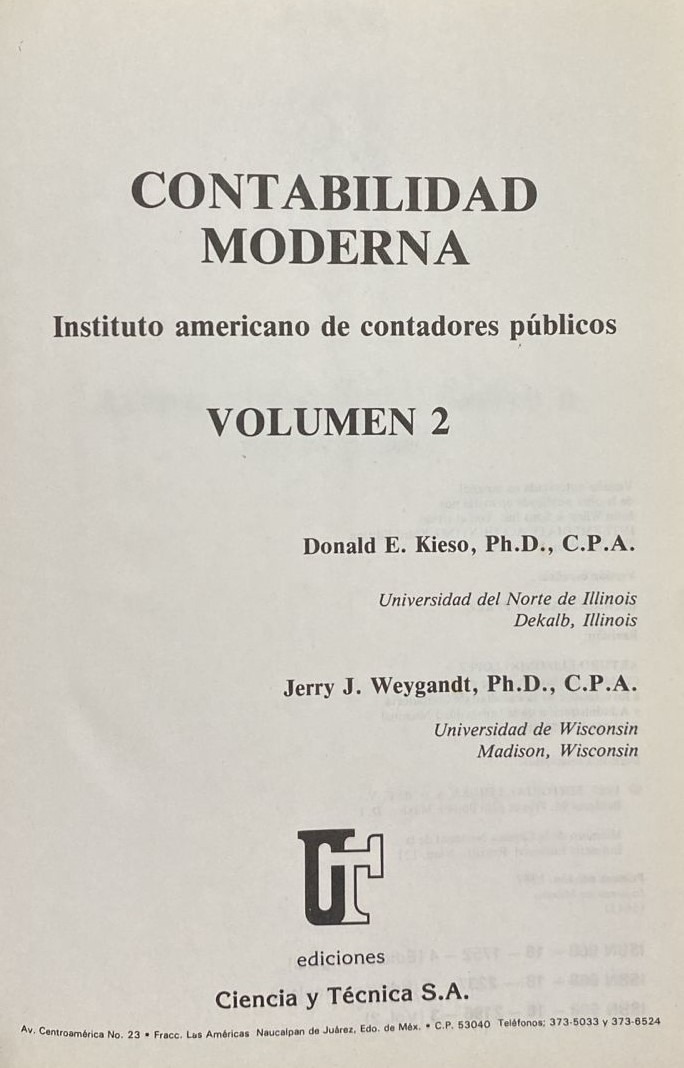 CONTABILIDAD
MODERNA
Instituto americano de contadores públicos
VOLUMEN 2
Donald E. Kieso, Ph.D., C.P.A.
Universidad del Norte de Illinois
Dekalb, Illinois
Jerry J. Weygandt, Ph.D., C.P.A.
Universidad de Wisconsin
Madison, Wisconsin
ediciones
Ciencia y Técnica S.A.
Av. Centroamérica No. 23 • Fracc. Las Américas Naucalpan de Juárez, Edo. de Méx. • C.P. 53040 Teléfonos: 373-5033 y 373-6524